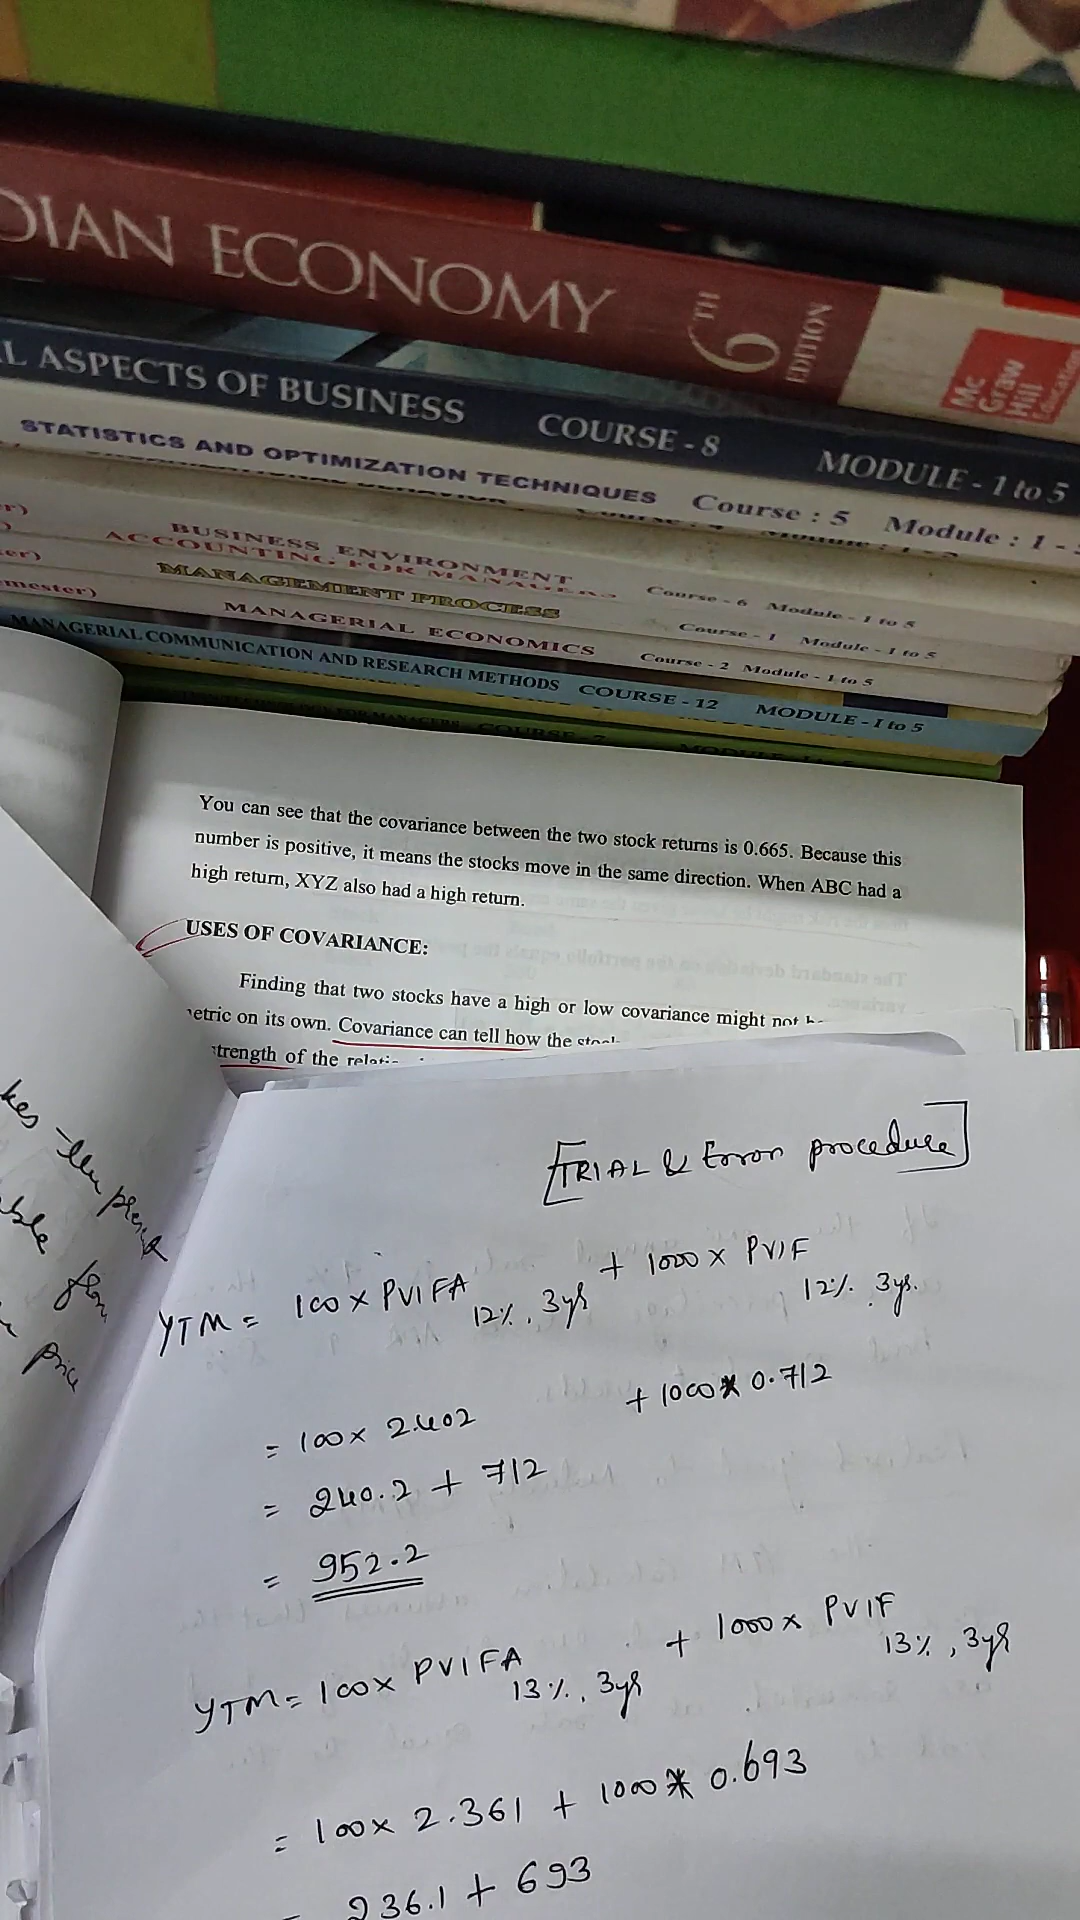 DIAN ECONOMY 9TH EDITION Mc Graw Hill Education
L ASPECTS OF BUSINESS COURSE - 8 MODULE - 1 to 5
STATISTICS AND OPTIMIZATION TECHNIQUES Course : 5 Module : 1 -
BUSINESS ENVIRONMENT Course - 6 Module - 1 to 5
ACCOUNTING FOR MANAGERS
MANAGEMENT PROCESS Course - 1 Module - 1 to 5
MANAGERIAL ECONOMICS Course - 2 Module - 1 to 5
MANAGERIAL COMMUNICATION AND RESEARCH METHODS COURSE - 12 MODULE - I to 5
You can see that the covariance between the two stock returns is 0.665. Because this
number is positive, it means the stocks move in the same direction. When ABC had a
high return, XYZ also had a high return.
USES OF COVARIANCE:
Finding that two stocks have a high or low covariance might not
etric on its own. Covariance can tell how the
trength of the
[TRIAL & Error procedure]
YTM = 100 x PVIFA 12%, 3yr + 1000 x PVIF 12%, 3yr.
= 100 x 2.402 + 1000 x 0.712
= 240.2 + 712
= 952.2
YTM = 100 x PVIFA 13%, 3yr + 1000 x PVIF 13%, 3yr
= 100 x 2.361 + 1000 x 0.693
236.1 + 693